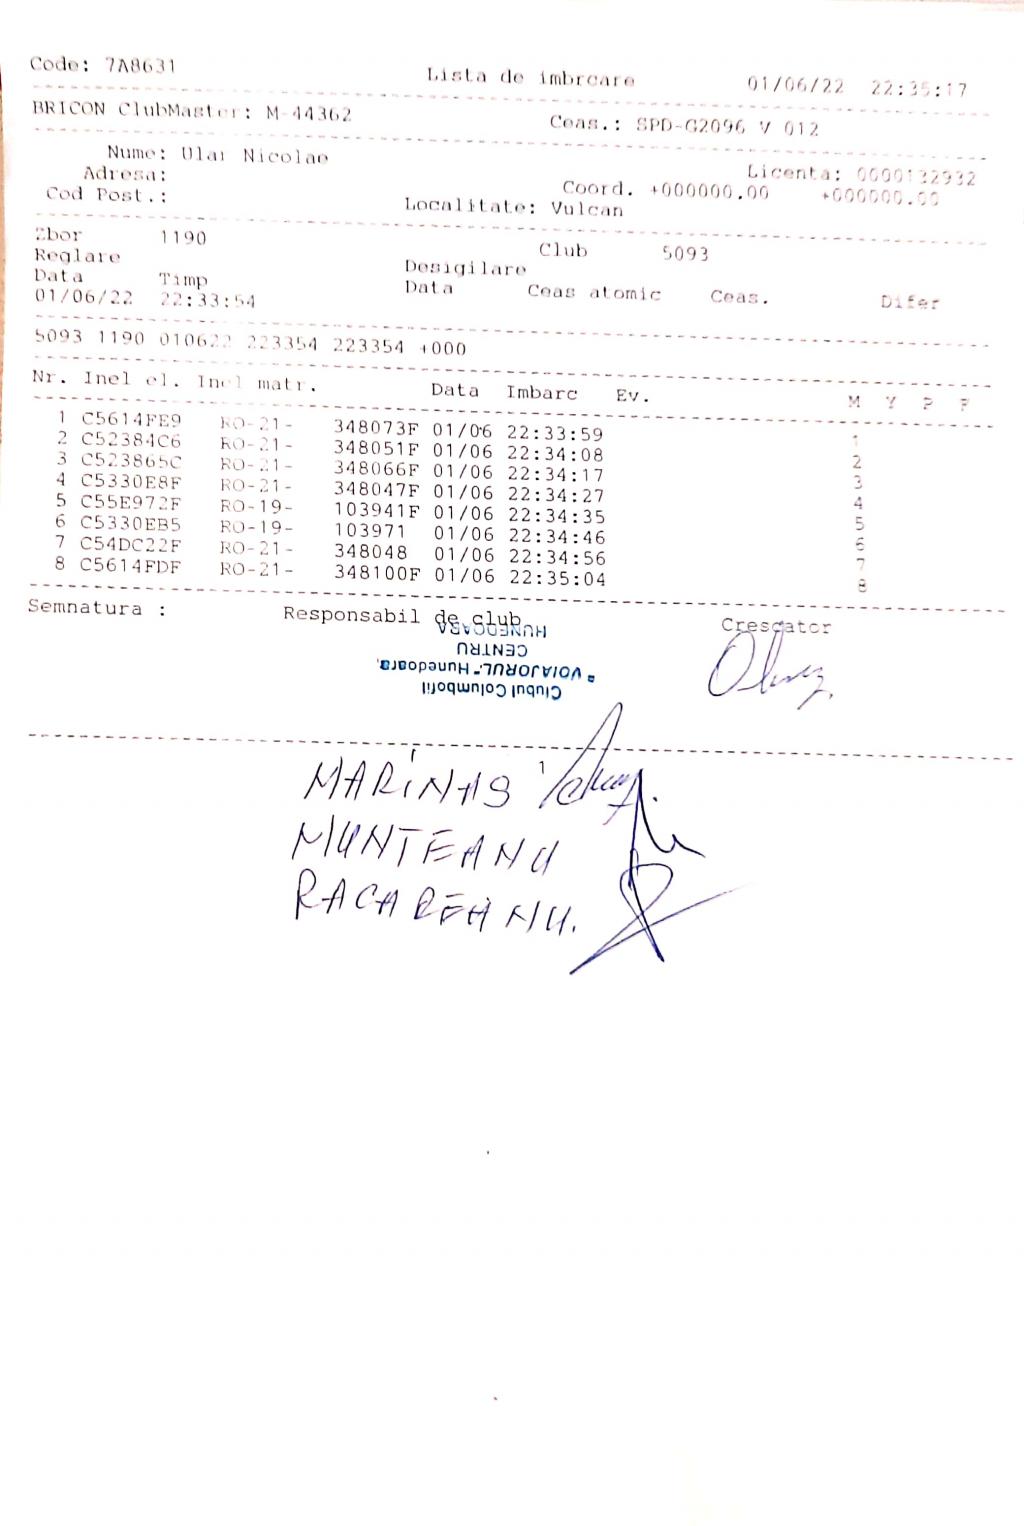 Code: 7A8631 Lista de imbrcare 01/06/22 22:35:17
BRICON ClubMaster: M-44362 Ceas.: SPD-G2096 V 012
Nume: Ular Nicolae Licenta: 0000132932
Adresa: Coord. +000000.00 +000000.00
Cod Post.: Localitate: Vulcan
Zbor 1190 Club 5093
Reglare Desigilare
Data Timp Data Ceas atomic Ceas. Difer
01/06/22 22:33:54
5093 1190 010622 223354 223354 +000
Nr. Inel el. Inel matr. Data Imbarc Ev. M Y P P
1 C5614FE9 RO-21- 348073F 01/06 22:33:59 1
2 C52384C6 RO-21- 348051F 01/06 22:34:08 2
3 C523865C RO-21- 348066F 01/06 22:34:17 3
4 C5330E8F RO-21- 348047F 01/06 22:34:27 4
5 C55E972F RO-19- 103941F 01/06 22:34:35 5
6 C5330EB5 RO-19- 103971 01/06 22:34:46 6
7 C54DC22F RO-21- 348048 01/06 22:34:56 7
8 C5614FDF RO-21- 348100F 01/06 22:35:04 8
Semnatura : Responsabil de club Crescator
HUNEDOARA
CENTRU
"VOIAJORUL" Hunedoara,
Clubul Columbofil
1
MARINAS
MUNTEANU
RACAREANU.